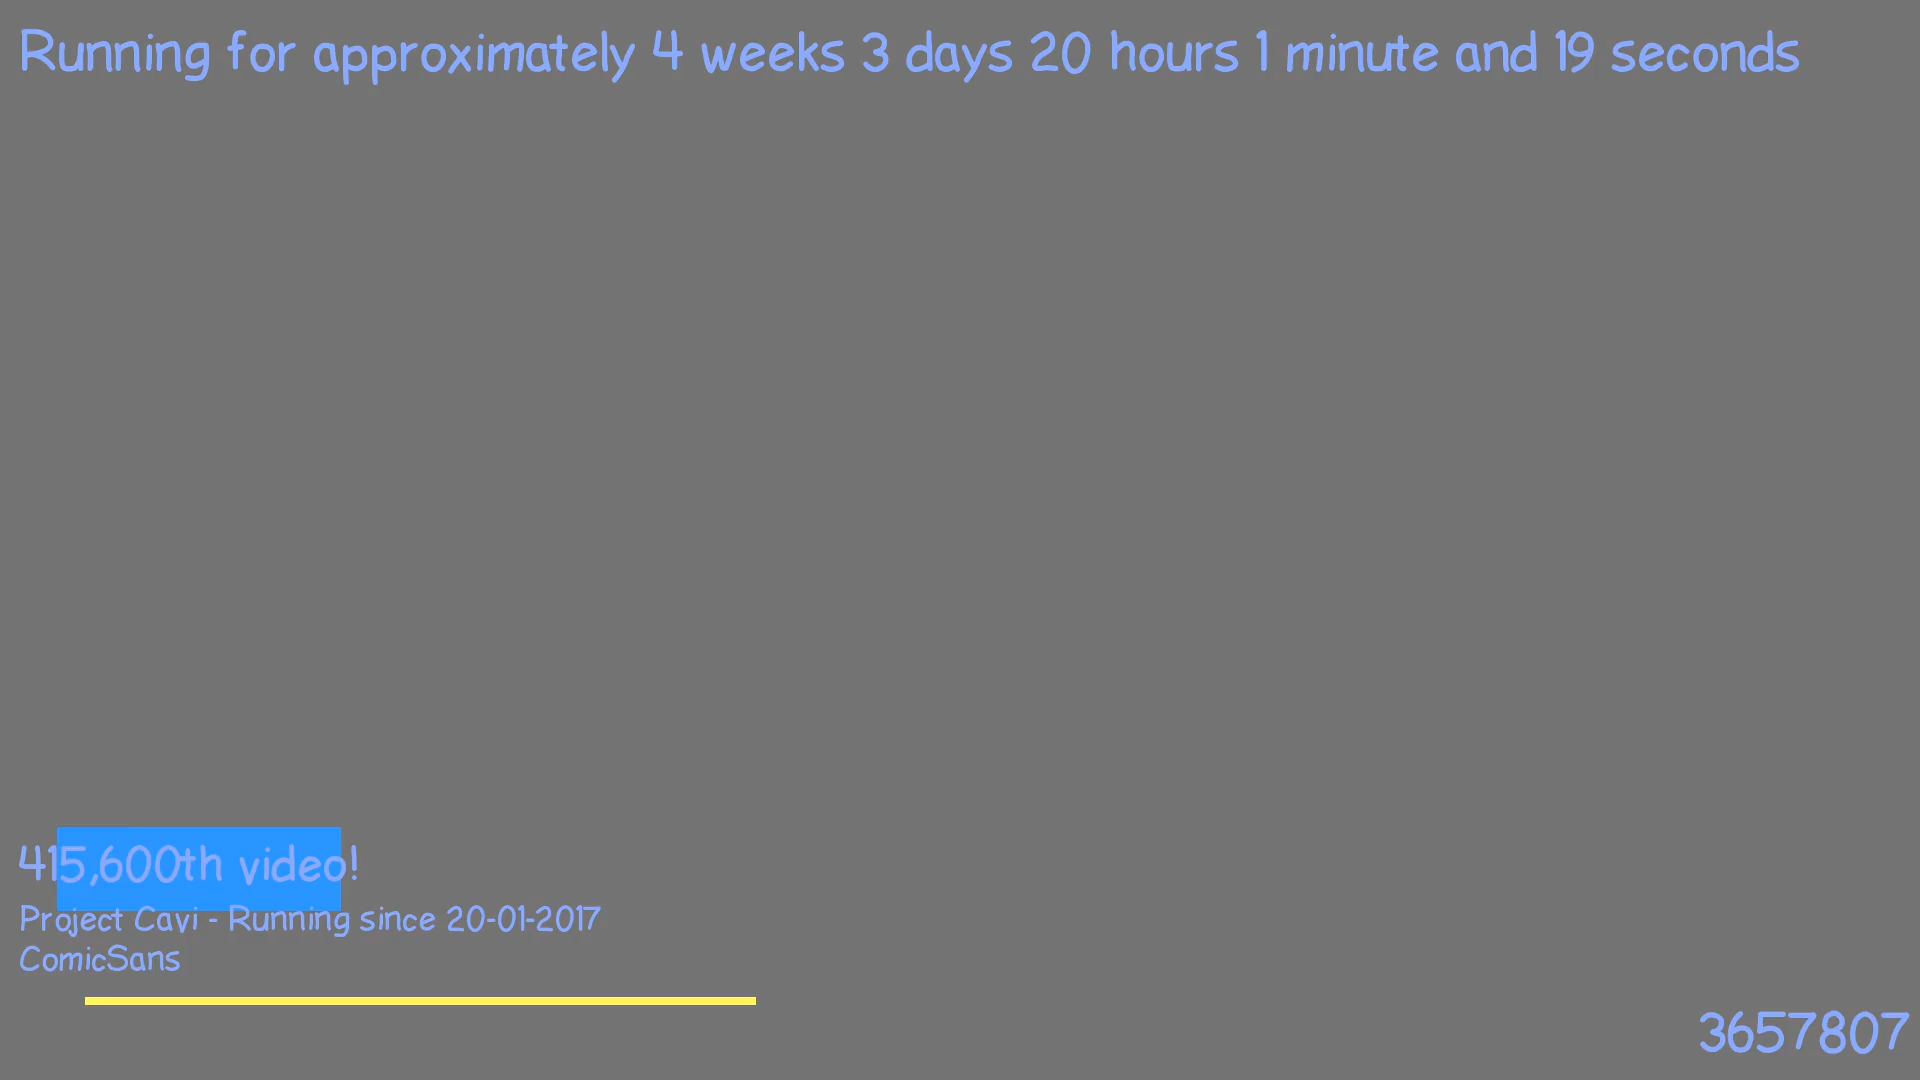 Running for approximately 4 weeks 3 days 20 hours 1 minute and 19 seconds
415,600th video!
Project Cavi - Running since 20-01-2017
ComicSans
3657807